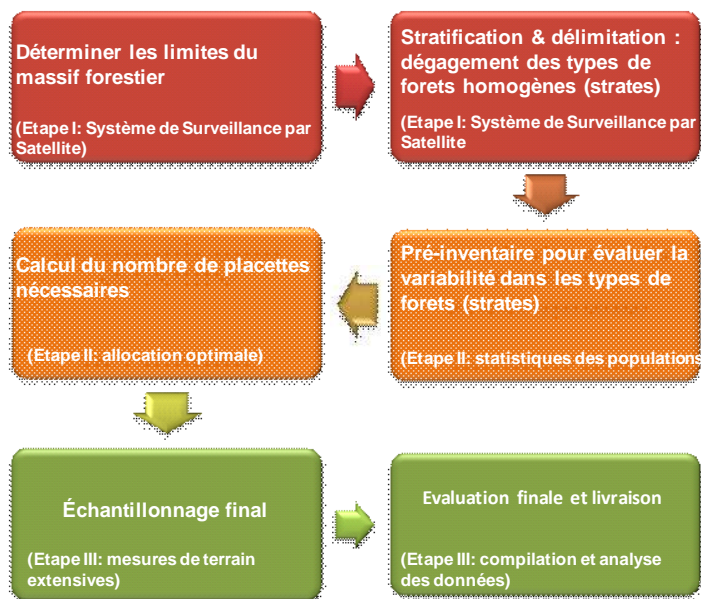 Déterminer les limites du
massif forestier
(Etape I: Système de Surveillance par
Satellite)
Stratification & délimitation :
dégagement des types de
forets homogènes (strates)
(Etape I: Système de Surveillance par
Satellite
Pré-inventaire pour évaluer la
variabilité dans les types de
forets (strates)
(Etape II: statistiques des populations
Calcul du nombre de placettes
nécessaires
(Etape II: allocation optimale)
Échantillonnage final
(Etape III: mesures de terrain
extensives)
Evaluation finale et livraison
(Etape III: compilation et analyse
des données)